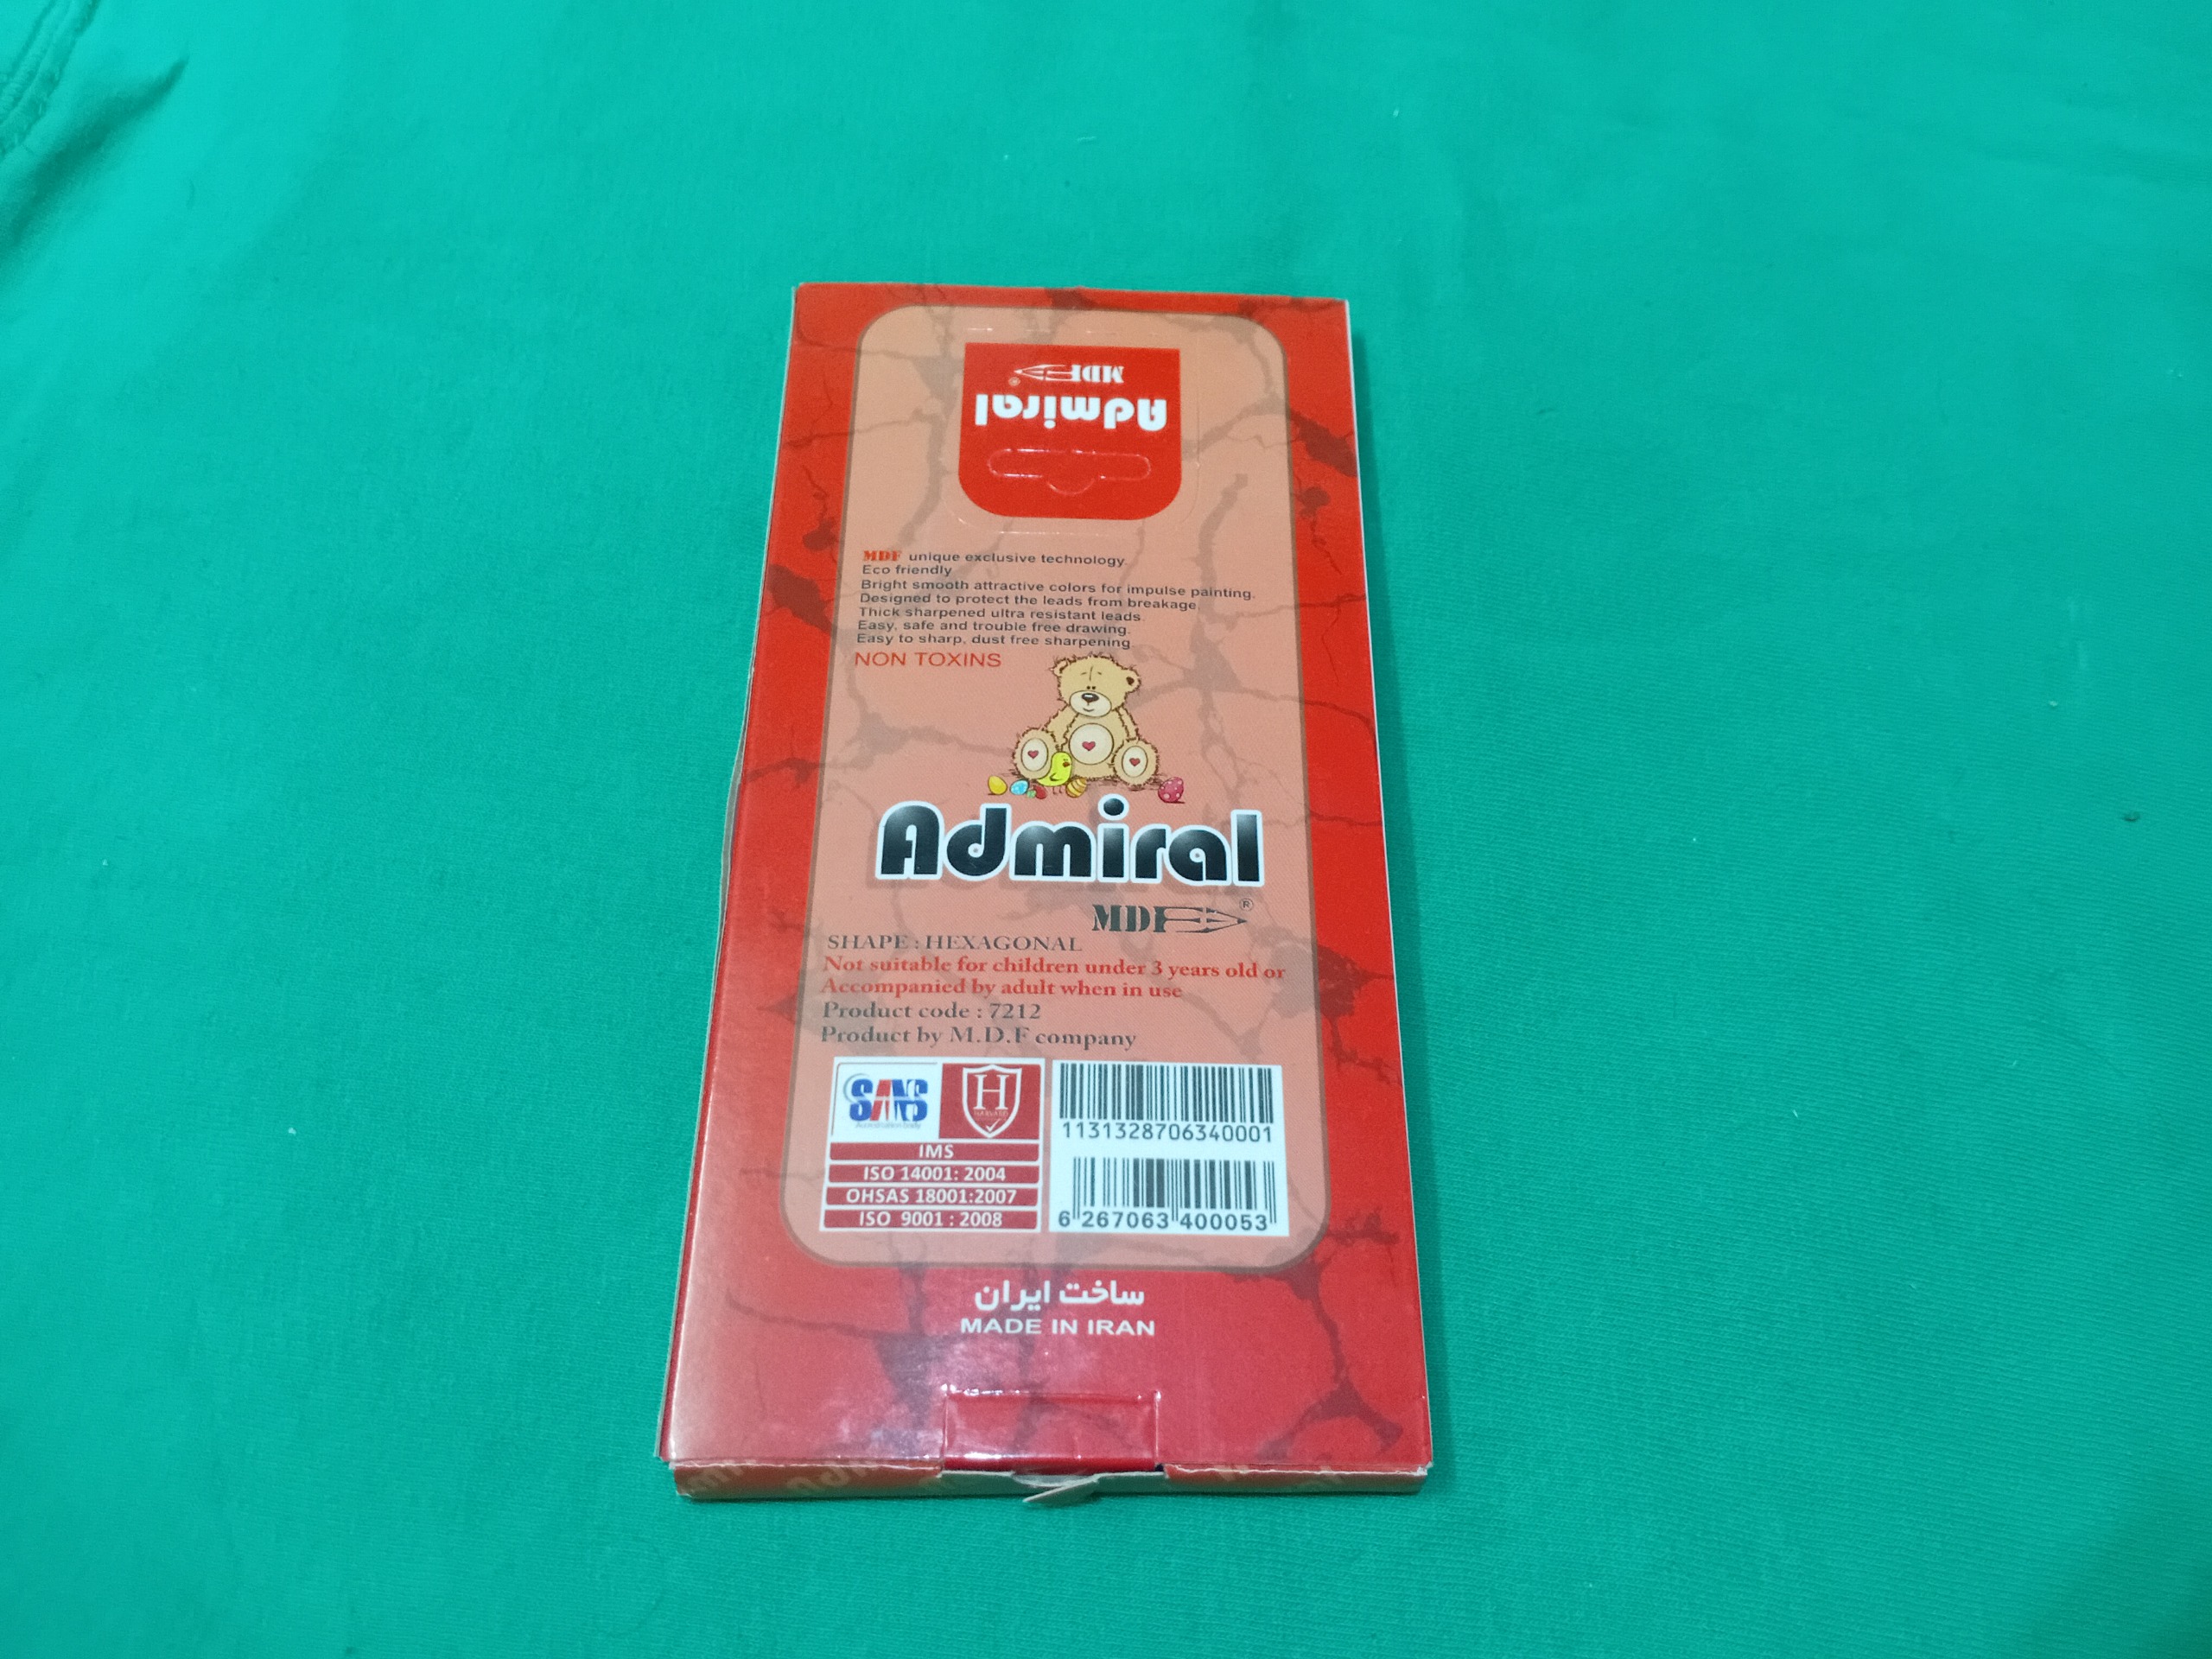 MDF
Admiral
MDF unique exclusive technology.
Eco friendly
Bright smooth attractive colors for impulse painting.
Designed to protect the leads from breakage.
Thick sharpened ultra resistant leads.
Easy, safe and trouble free drawing.
Easy to sharp, dust free sharpening
NON TOXINS
Admiral
MDF ®
SHAPE : HEXAGONAL
Not suitable for children under 3 years old or
Accompanied by adult when in use
Product code : 7212
Product by M.D.F company
SANS
H
IMS
ISO 14001: 2004
OHSAS 18001:2007
ISO 9001 : 2008
1131328706340001
6 267063 400053
ساخت ایران
MADE IN IRAN